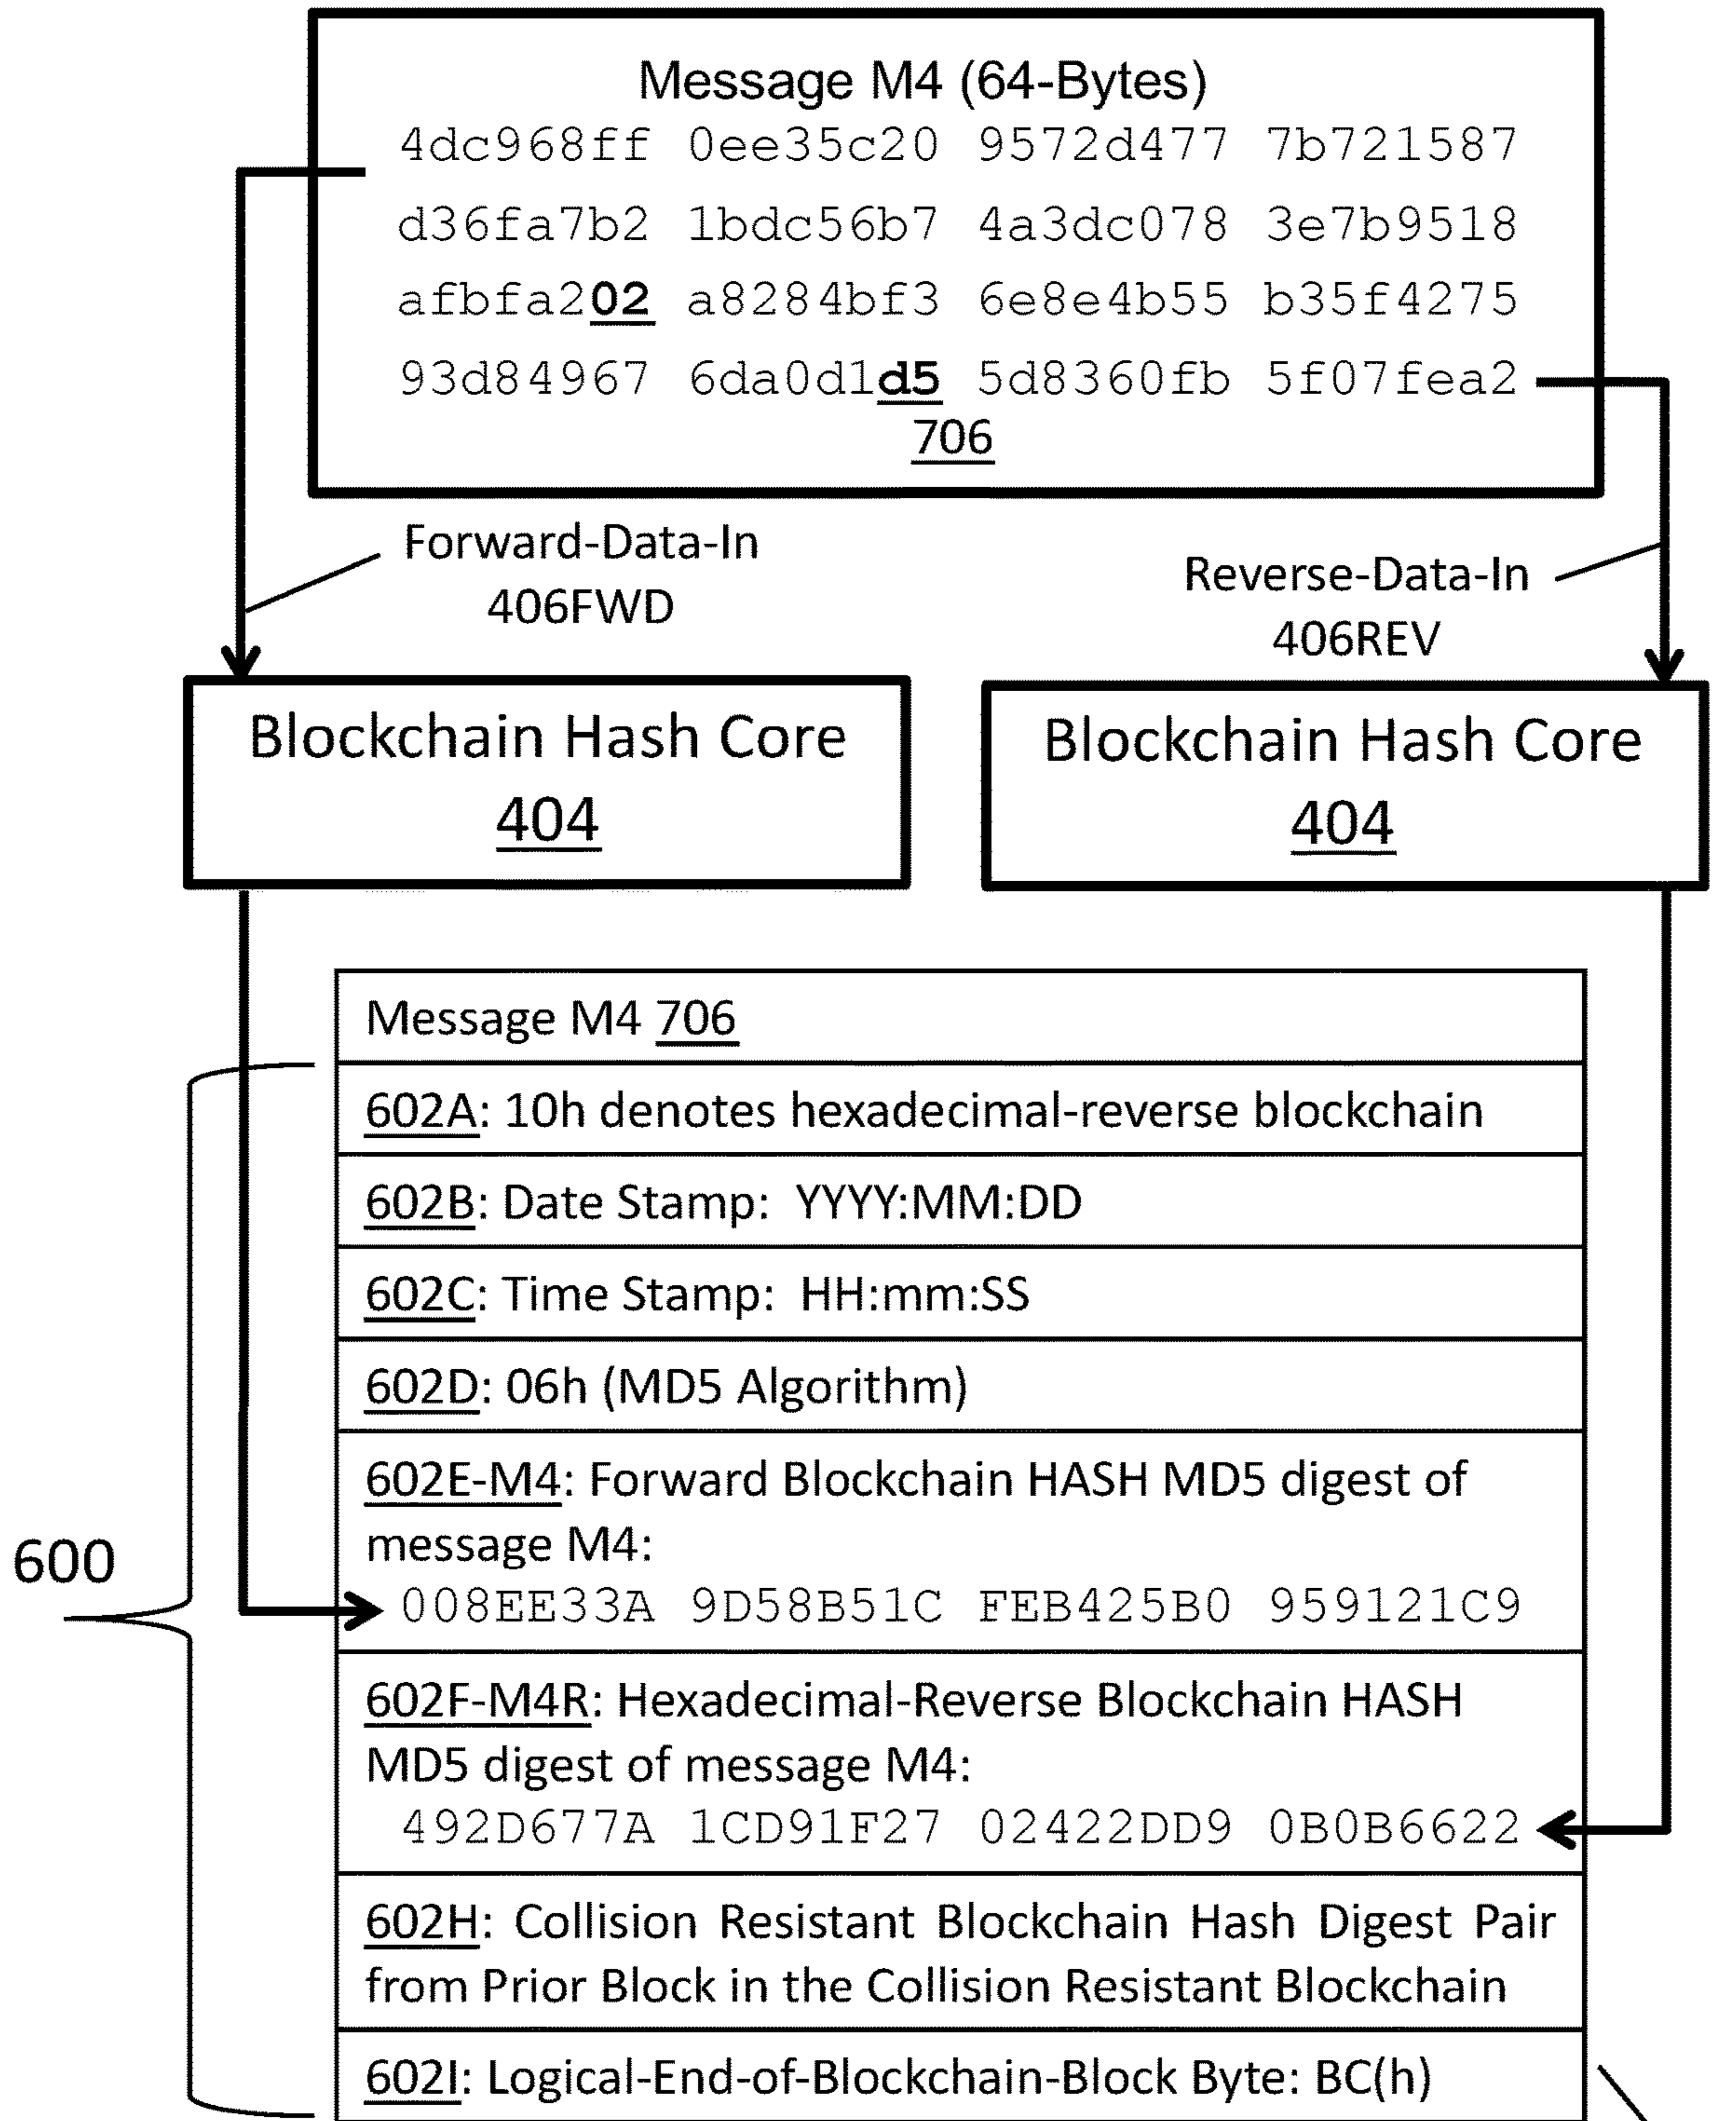 Message M4 (64-Bytes)
4dc968ff 0ee35c20 9572d477 7b721587
d36fa7b2 1bdc56b7 4a3dc078 3e7b9518
afbfa202 a8284bf3 6e8e4b55 b35f4275
93d84967 6da0d1d5 5d8360fb 5f07fea2
706
Forward-Data-In
406FWD
Reverse-Data-In
406REV
Blockchain Hash Core
404
Blockchain Hash Core
404
Message M4 706
602A: 10h denotes hexadecimal-reverse blockchain
602B: Date Stamp: YYYY:MM:DD
602C: Time Stamp: HH:mm:SS
602D: 06h (MD5 Algorithm)
602E-M4: Forward Blockchain HASH MD5 digest of
message M4:
008EE33A 9D58B51C FEB425B0 959121C9
600
602F-M4R: Hexadecimal-Reverse Blockchain HASH
MD5 digest of message M4:
492D677A 1CD91F27 02422DD9 0B0B6622
602H: Collision Resistant Blockchain Hash Digest Pair
from Prior Block in the Collision Resistant Blockchain
602I: Logical-End-of-Blockchain-Block Byte: BC(h)